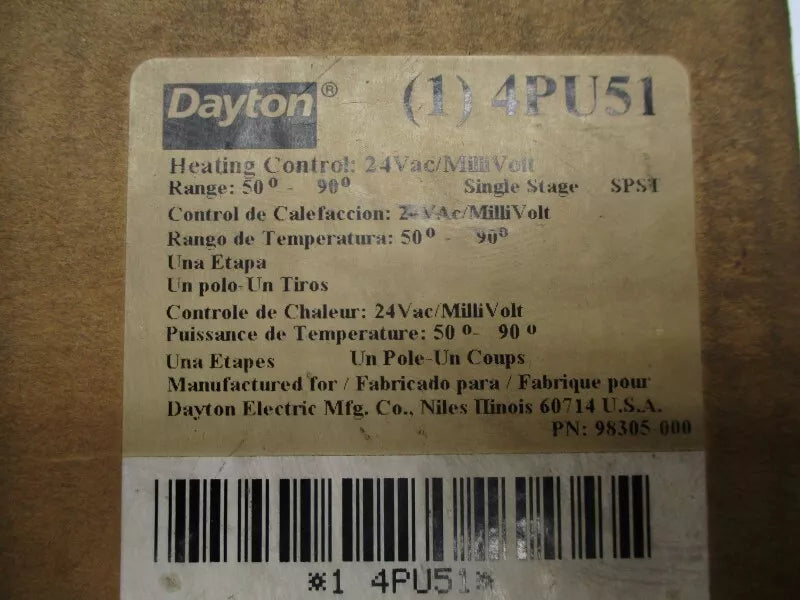 Dayton® (1) 4PU51
Heating Control: 24Vac/MilliVolt
Range: 50° - 90° Single Stage SPST
Control de Calefaccion: 24VAc/MilliVolt
Rango de Temperatura: 50° - 90°
Una Etapa
Un polo-Un Tiros
Controle de Chaleur: 24Vac/MilliVolt
Puissance de Temperature: 50° - 90°
Una Etapes Un Pole-Un Coups
Manufactured for / Fabricado para / Fabrique pour
Dayton Electric Mfg. Co., Niles Ilinois 60714 U.S.A.
PN: 98305-000
*1 4PU51*